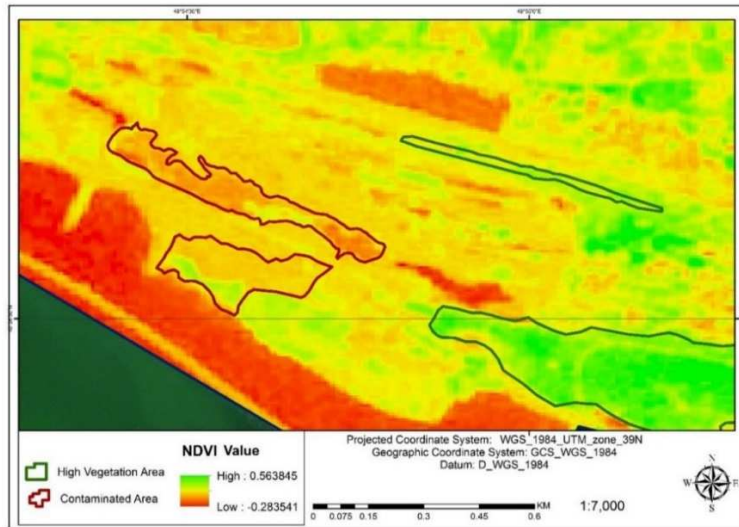 NDVI Value
High Vegetation Area
Contaminated Area
High : 0.563845
Low : -0.283541
Projected Coordinate System: WGS_1984_UTM_zone_39N
Geographic Coordinate System: GCS_WGS_1984
Datum: D_WGS_1984
KM
0 0.075 0.15 0.3 0.45 0.6
1:7,000
N
W E
S